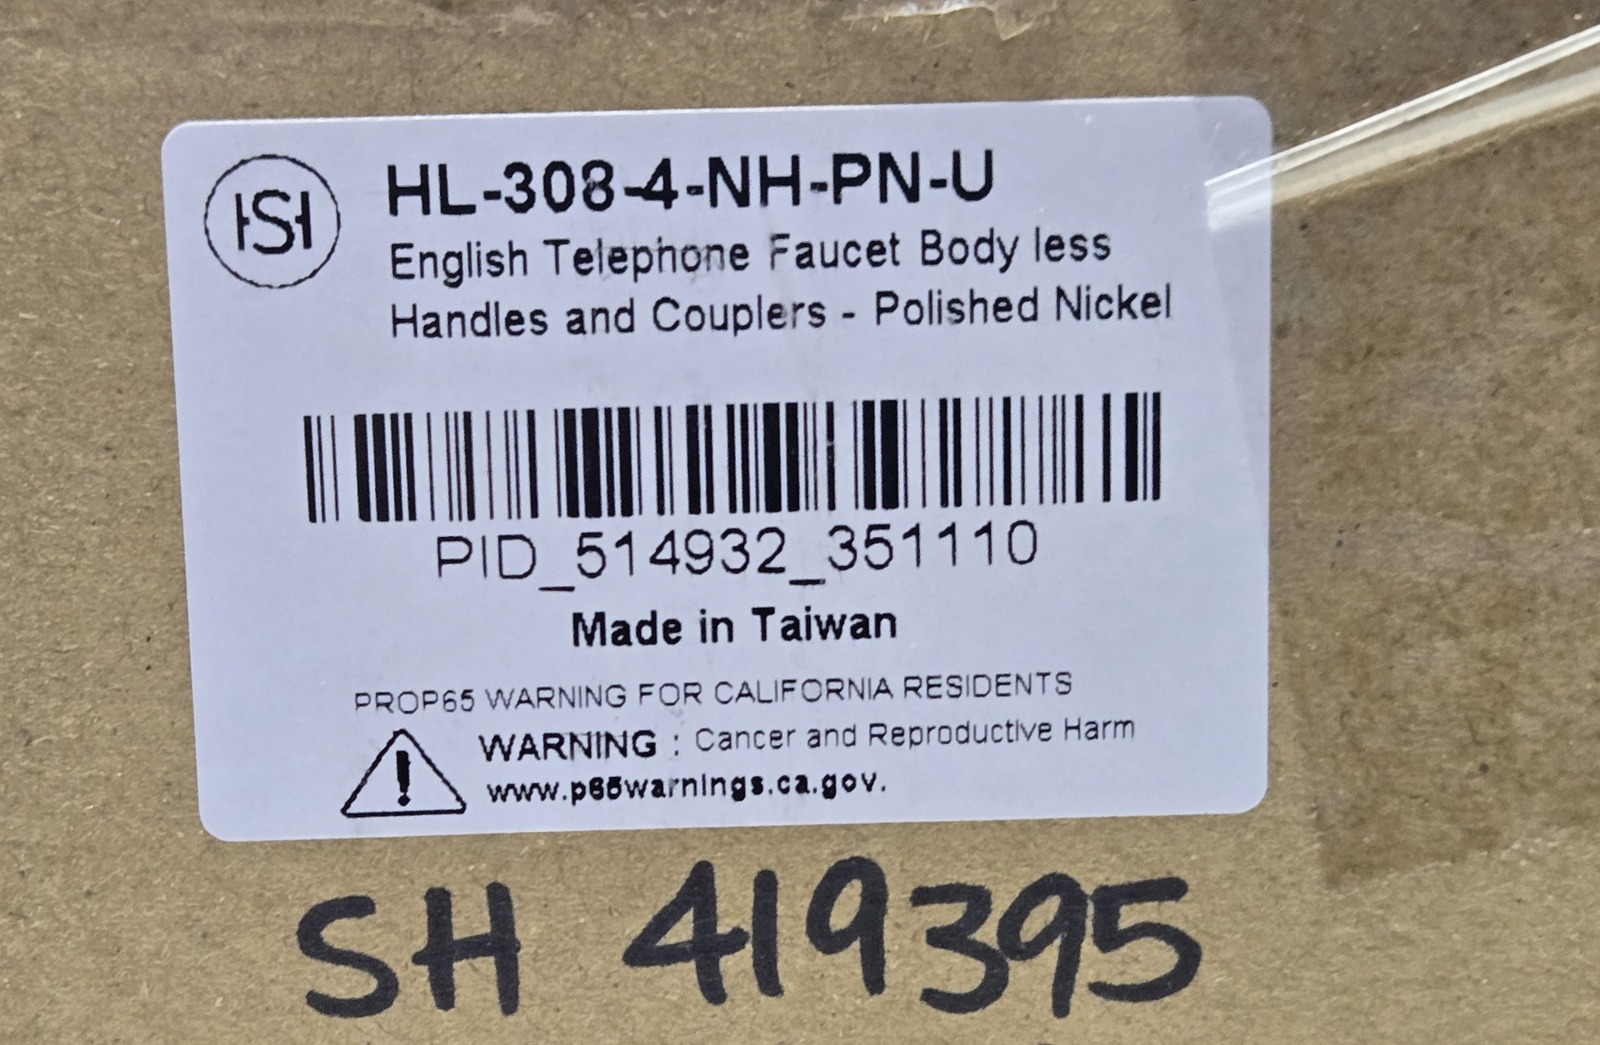 HSH
HL-308-4-NH-PN-U
English Telephone Faucet Body less
Handles and Couplers - Polished Nickel
PID_514932_351110
Made in Taiwan
PROP65 WARNING FOR CALIFORNIA RESIDENTS
WARNING : Cancer and Reproductive Harm
www.p65warnings.ca.gov.
SH 419395